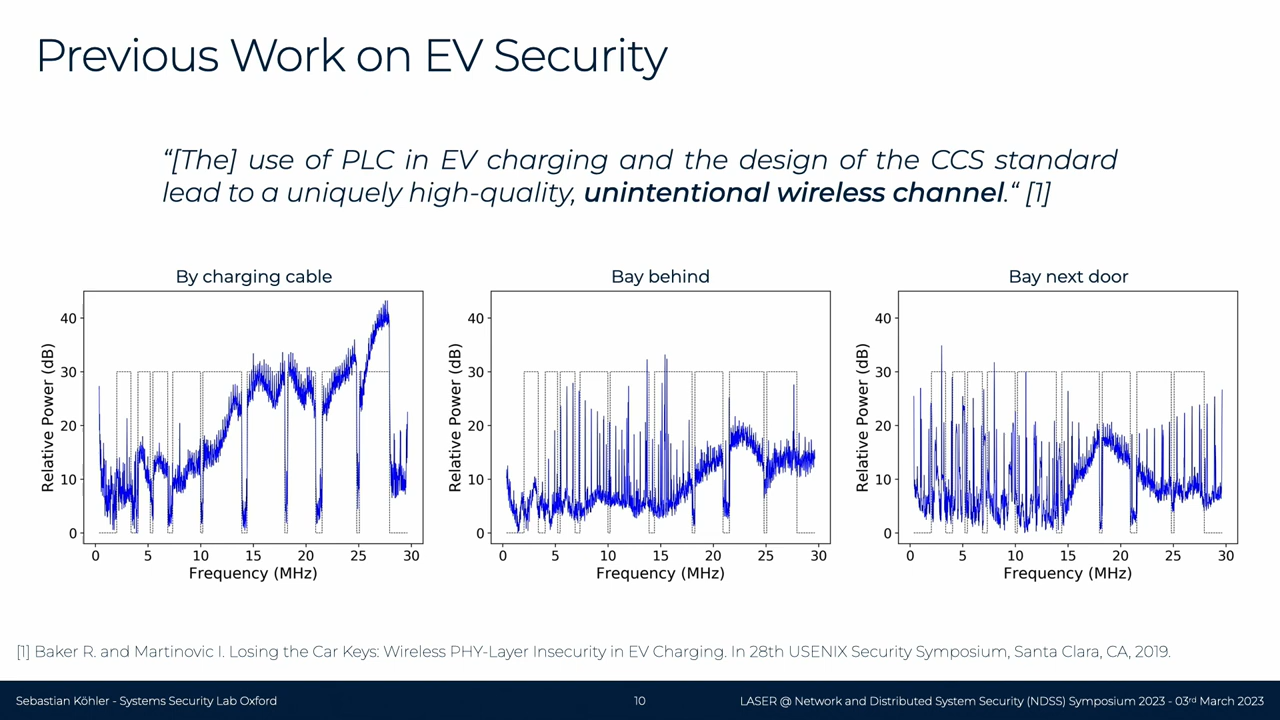 Previous Work on EV Security
“[The] use of PLC in EV charging and the design of the CCS standard
lead to a uniquely high-quality, unintentional wireless channel.“ [1]
By charging cable
40
30
20
10
0
Relative Power (dB)
0 5 10 15 20 25 30
Frequency (MHz)
Bay behind
40
30
20
10
0
Relative Power (dB)
0 5 10 15 20 25 30
Frequency (MHz)
Bay next door
40
30
20
10
0
Relative Power (dB)
0 5 10 15 20 25 30
Frequency (MHz)
[1] Baker R. and Martinovic I. Losing the Car Keys: Wireless PHY-Layer Insecurity in EV Charging. In 28th USENIX Security Symposium, Santa Clara, CA, 2019.
Sebastian Köhler - Systems Security Lab Oxford
10
LASER @ Network and Distributed System Security (NDSS) Symposium 2023 - 03rd March 2023